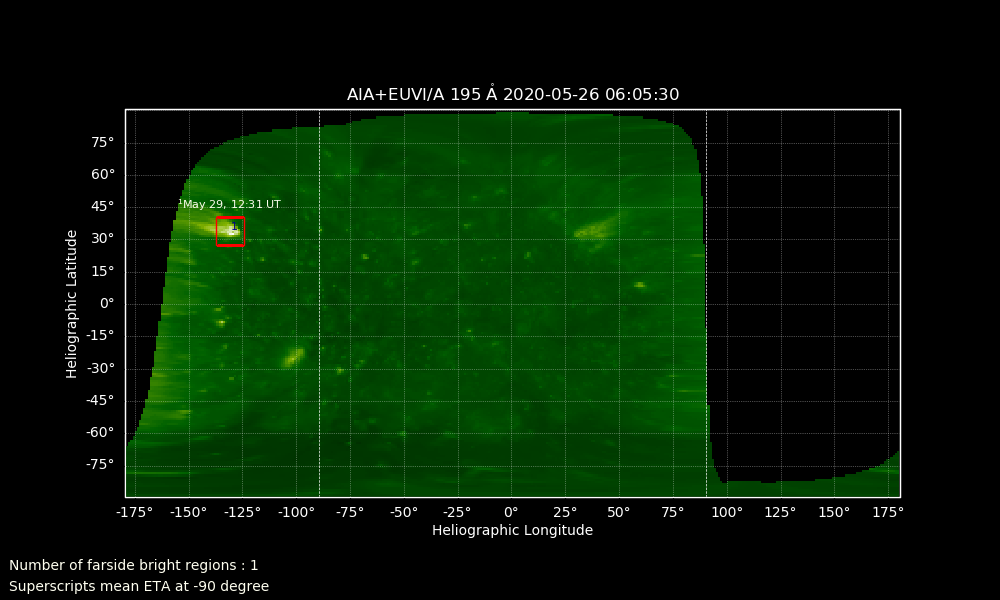 AIA+EUVI/A 195 Å 2020-05-26 06:05:30
75°
60°
¹May 29, 12:31 UT
45°
1
30°
15°
0°
-15°
-30°
-45°
-60°
-75°
Heliographic Latitude
-175° -150° -125° -100° -75° -50° -25° 0° 25° 50° 75° 100° 125° 150° 175°
Heliographic Longitude
Number of farside bright regions : 1
Superscripts mean ETA at -90 degree